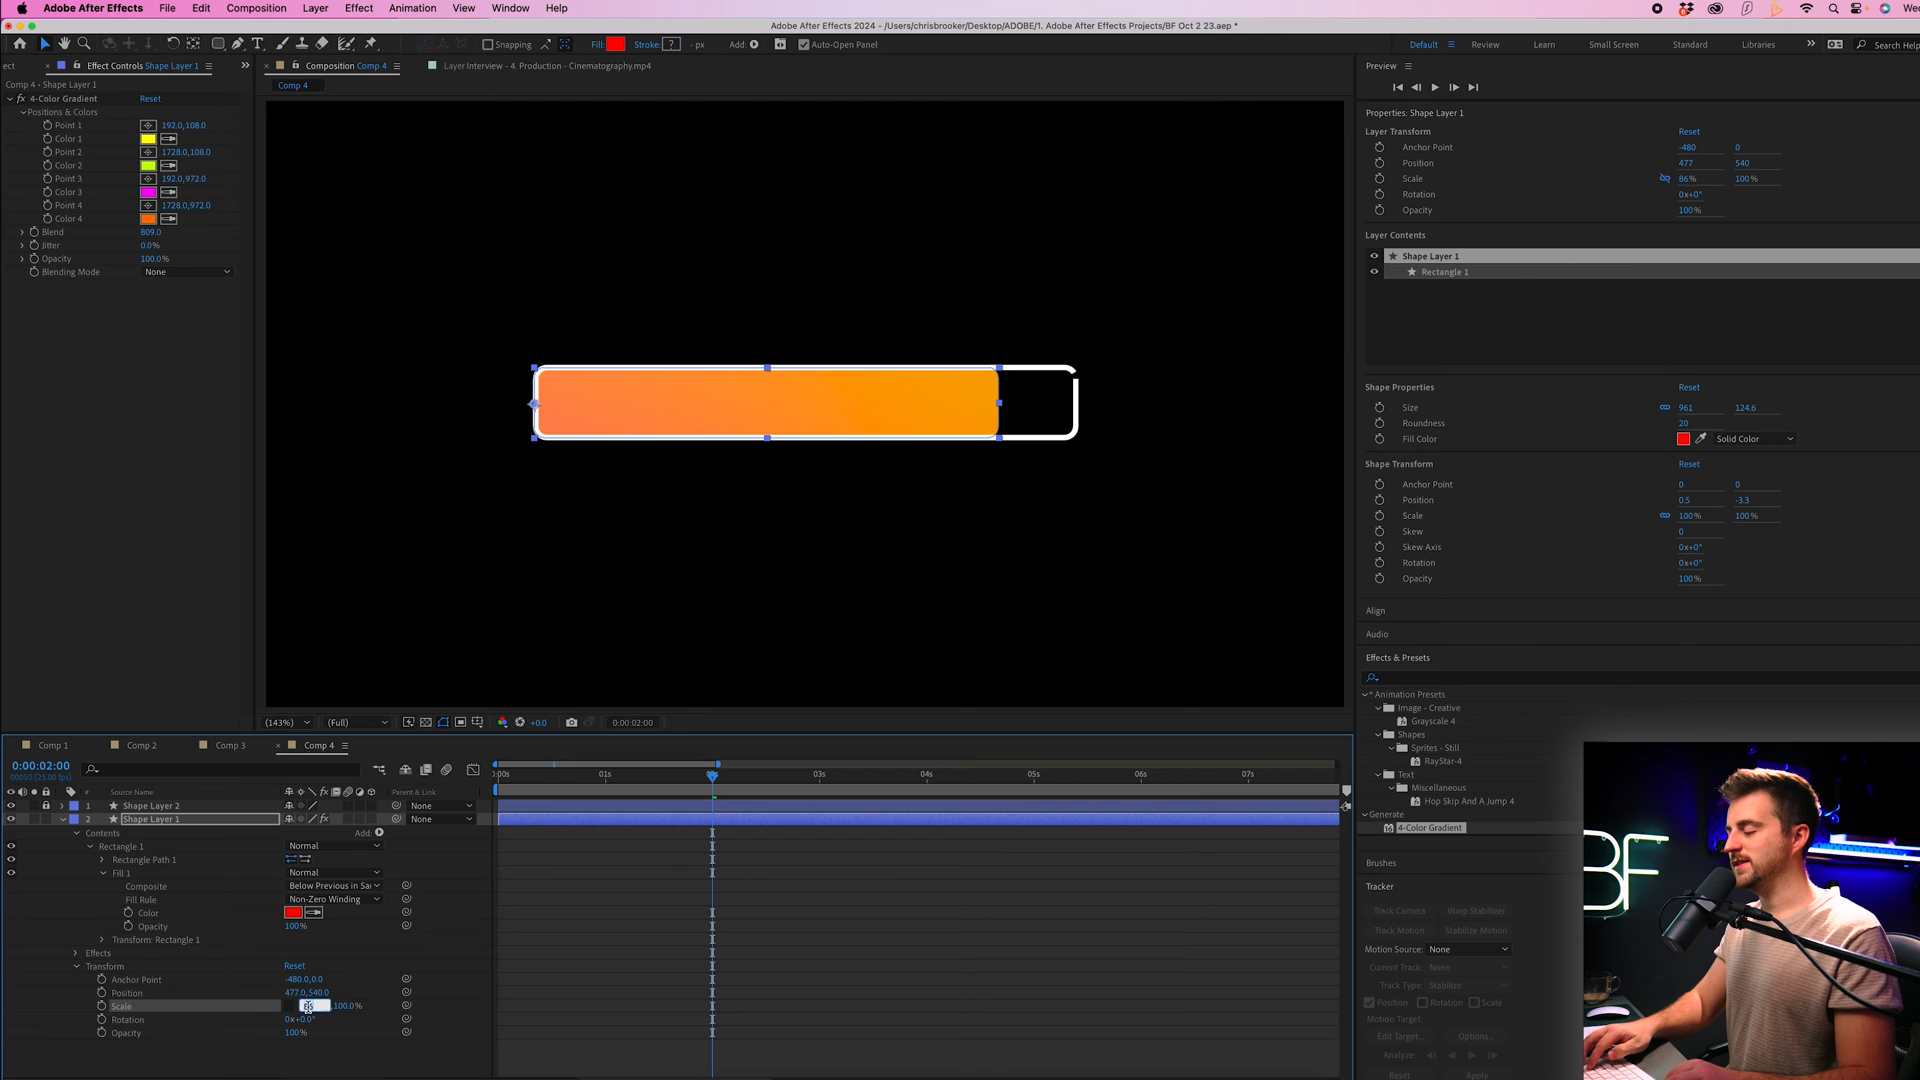 Adobe After Effects File Edit Composition Layer Effect Animation View Window Help
Adobe After Effects 2024 - /Users/chrisbrooker/Desktop/ADOBE/1. Adobe After Effects Projects/BF Oct 2 23.aep *
Snapping Fill: Stroke: ? - px Add: Auto-Open Panel Default Review Learn Small Screen Standard Libraries Search Help
ect Effect Controls Shape Layer 1 Composition Comp 4 Layer Interview - 4. Production - Cinematography.mp4 Preview
Comp 4 • Shape Layer 1
Comp 4
4-Color Gradient Reset
Positions & Colors
Point 1 192.0,108.0
Color 1
Point 2 1728.0,108.0
Color 2
Point 3 192.0,972.0
Color 3
Point 4 1728.0,972.0
Color 4
Blend 809.0
Jitter 0.0%
Opacity 100.0%
Blending Mode None
Properties: Shape Layer 1
Layer Transform Reset
Anchor Point -480 0
Position 477 540
Scale 86% 100%
Rotation 0x+0°
Opacity 100%
Layer Contents
Shape Layer 1
Rectangle 1
Shape Properties Reset
Size 961 124.6
Roundness 20
Fill Color Solid Color
Shape Transform Reset
Anchor Point 0 0
Position 0.5 -3.3
Scale 100% 100%
Skew 0
Skew Axis 0x+0°
Rotation 0x+0°
Opacity 100%
Align
Audio
Effects & Presets
* Animation Presets
Image - Creative
Grayscale 4
Shapes
Sprites - Still
RayStar-4
Text
Miscellaneous
Hop Skip And A Jump 4
Generate
4-Color Gradient
Brushes
Tracker
Track Camera Warp Stabilizer
Track Motion Stabilize Motion
Motion Source: None
Current Track: None
Track Type: Stabilize
Position Rotation Scale
Motion Target:
Edit Target... Options...
Analyze:
Reset Apply
(143%) (Full) +0.0 0:00:02:00
Comp 1 Comp 2 Comp 3 Comp 4
0:00:02:00
00050 (25.00 fps)
:00s 01s 03s 04s 05s 06s 07s
# Source Name Parent & Link
1 Shape Layer 2 None
2 Shape Layer 1 None
Contents Add:
Rectangle 1 Normal
Rectangle Path 1
Fill 1 Normal
Composite Below Previous in Sa
Fill Rule Non-Zero Winding
Color
Opacity 100%
Transform: Rectangle 1
Effects
Transform Reset
Anchor Point -480.0,0.0
Position 477.0,540.0
Scale 100.0%
Rotation 0x+0.0°
Opacity 100%
BF